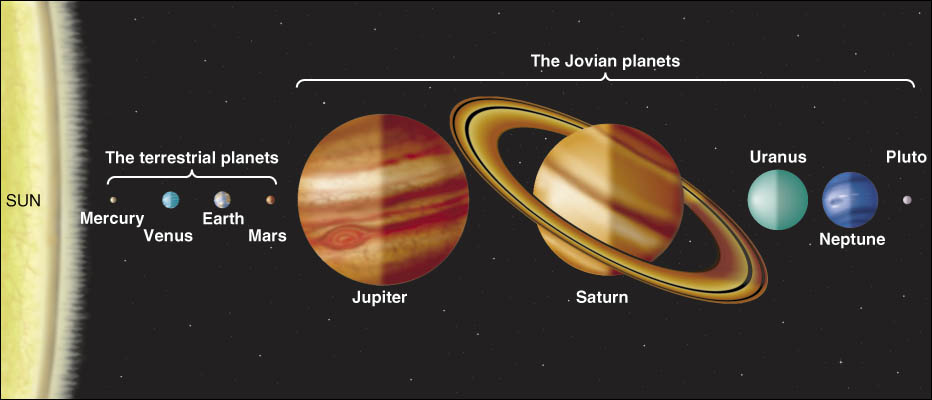 The Jovian planets
The terrestrial planets
SUN
Mercury
Venus
Earth
Mars
Jupiter
Saturn
Uranus
Neptune
Pluto